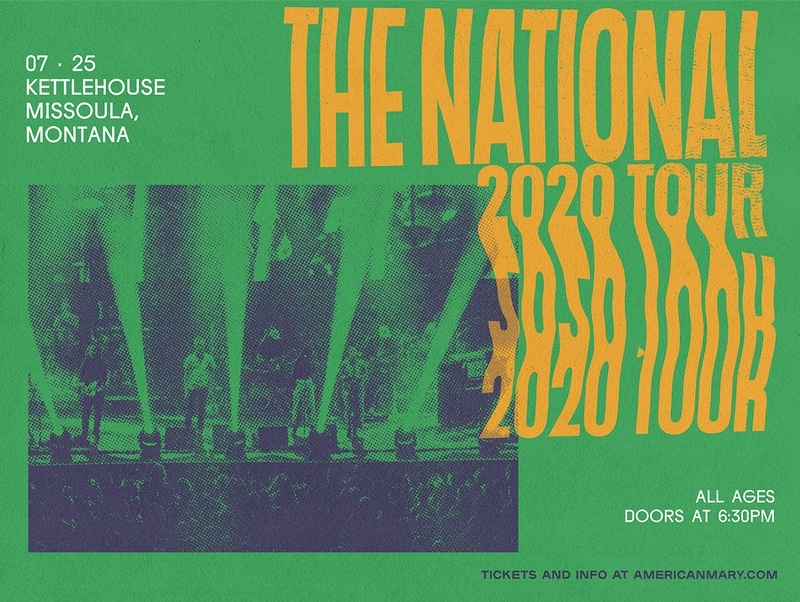 07 · 25
KETTLEHOUSE
MISSOULA,
MONTANA
THE NATIONAL
2020 TOUR
2020 TOUR
ALL AGES
DOORS AT 6:30PM
TICKETS AND INFO AT AMERICANMARY.COM